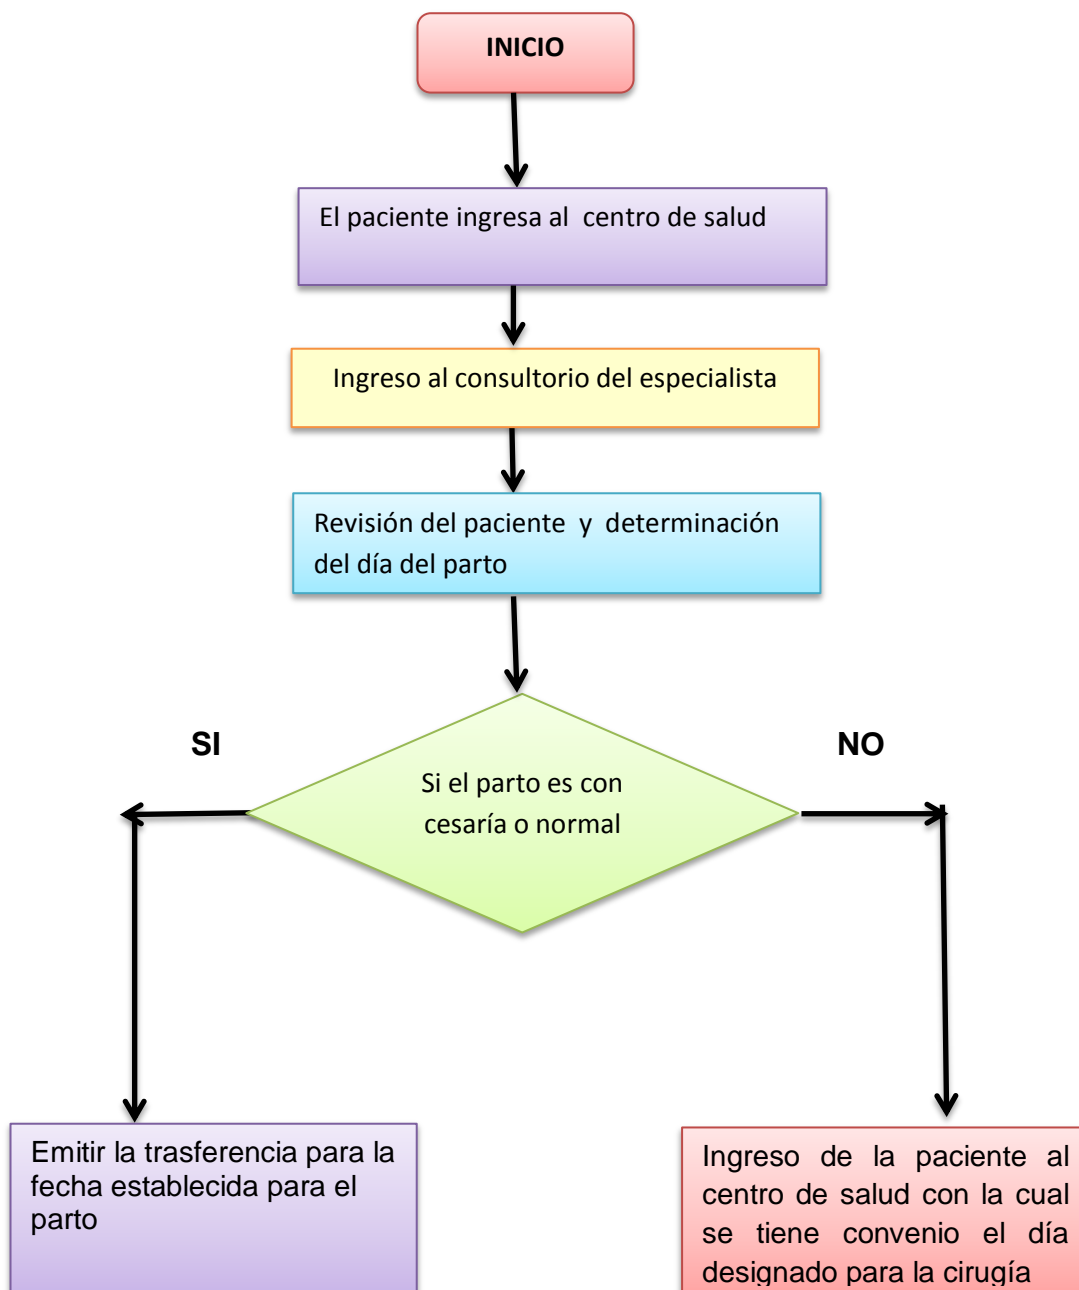 INICIO
El paciente ingresa al centro de salud
Ingreso al consultorio del especialista
Revisión del paciente y determinación
del día del parto
SI
NO
Si el parto es con
cesaría o normal
Emitir la trasferencia para la
fecha establecida para el
parto
Ingreso de la paciente al
centro de salud con la cual
se tiene convenio el día
designado para la cirugía